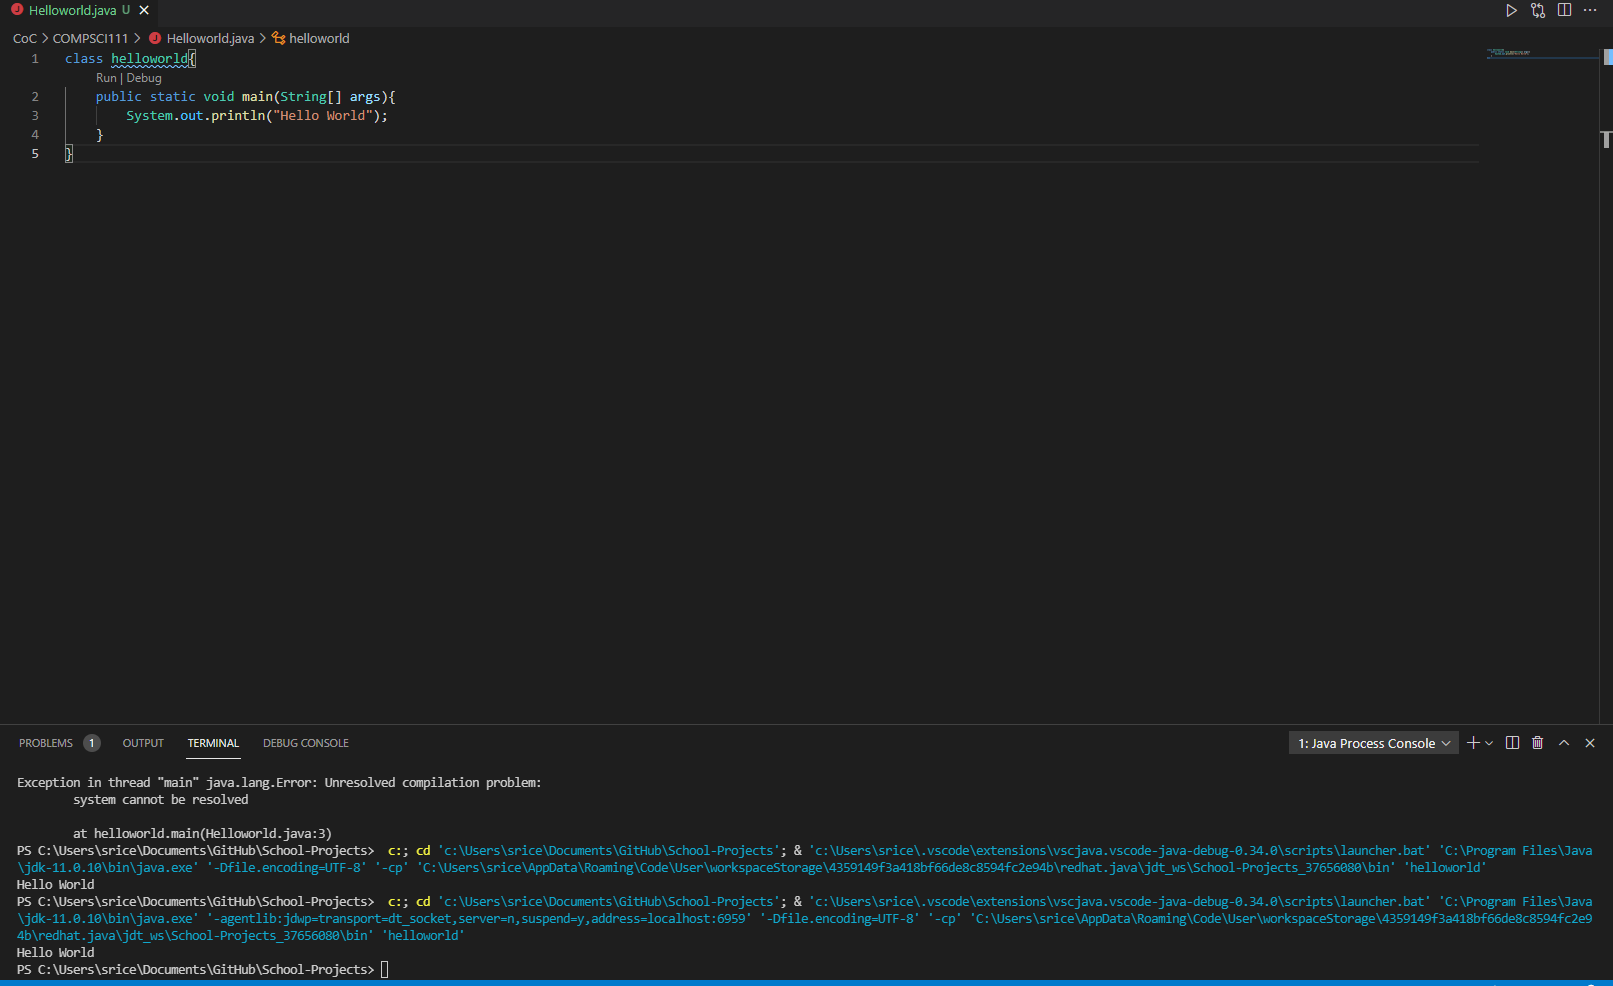 Helloworld.java U
CoC > COMPSCI111 > Helloworld.java > helloworld
1 class helloworld{
Run | Debug
2 public static void main(String[] args){
3 System.out.println("Hello World");
4 }
5 }
PROBLEMS 1 OUTPUT TERMINAL DEBUG CONSOLE 1: Java Process Console
Exception in thread "main" java.lang.Error: Unresolved compilation problem:
system cannot be resolved
at helloworld.main(Helloworld.java:3)
PS C:\Users\srice\Documents\GitHub\School-Projects> c:; cd 'c:\Users\srice\Documents\GitHub\School-Projects'; & 'c:\Users\srice\.vscode\extensions\vscjava.vscode-java-debug-0.34.0\scripts\launcher.bat' 'C:\Program Files\Java
\jdk-11.0.10\bin\java.exe' '-Dfile.encoding=UTF-8' '-cp' 'C:\Users\srice\AppData\Roaming\Code\User\workspaceStorage\4359149f3a418bf66de8c8594fc2e94b\redhat.java\jdt_ws\School-Projects_37656080\bin' 'helloworld'
Hello World
PS C:\Users\srice\Documents\GitHub\School-Projects> c:; cd 'c:\Users\srice\Documents\GitHub\School-Projects'; & 'c:\Users\srice\.vscode\extensions\vscjava.vscode-java-debug-0.34.0\scripts\launcher.bat' 'C:\Program Files\Java
\jdk-11.0.10\bin\java.exe' '-agentlib:jdwp=transport=dt_socket,server=n,suspend=y,address=localhost:6959' '-Dfile.encoding=UTF-8' '-cp' 'C:\Users\srice\AppData\Roaming\Code\User\workspaceStorage\4359149f3a418bf66de8c8594fc2e9
4b\redhat.java\jdt_ws\School-Projects_37656080\bin' 'helloworld'
Hello World
PS C:\Users\srice\Documents\GitHub\School-Projects>